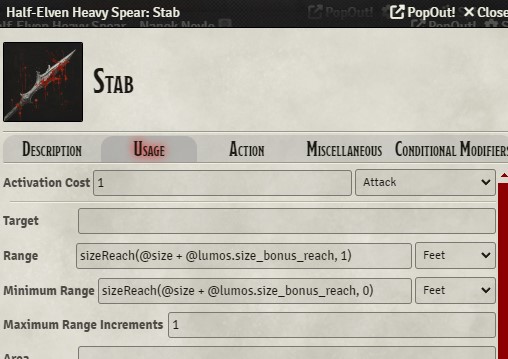 Half-Elven Heavy Spear: Stab PopOut! Close
Stab
Description Usage Action Miscellaneous Conditional Modifiers
Activation Cost 1 Attack
Target
Range sizeReach(@size + @lumos.size_bonus_reach, 1) Feet
Minimum Range sizeReach(@size + @lumos.size_bonus_reach, 0) Feet
Maximum Range Increments 1
Area